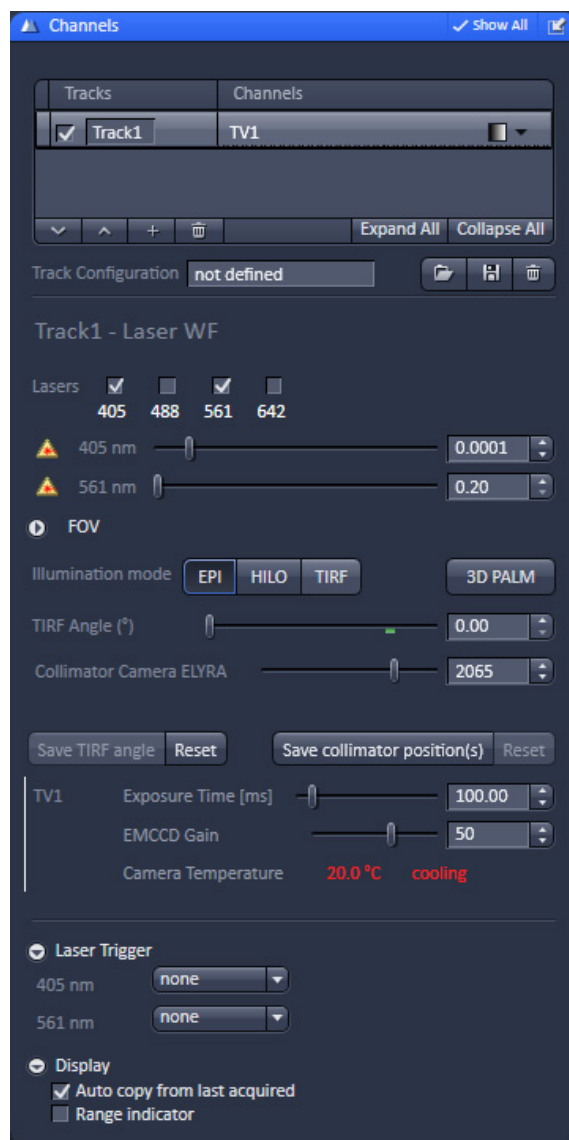 Channels Show All
Tracks Channels
Track1 TV1
Expand All Collapse All
Track Configuration not defined
Track1 - Laser WF
Lasers
405 488 561 642
405 nm 0.0001
561 nm 0.20
FOV
Illumination mode EPI HILO TIRF 3D PALM
TIRF Angle (°) 0.00
Collimator Camera ELYRA 2065
Save TIRF angle Reset Save collimator position(s) Reset
TV1 Exposure Time [ms] 100.00
EMCCD Gain 50
Camera Temperature 20.0 °C cooling
Laser Trigger
405 nm none
561 nm none
Display
Auto copy from last acquired
Range indicator